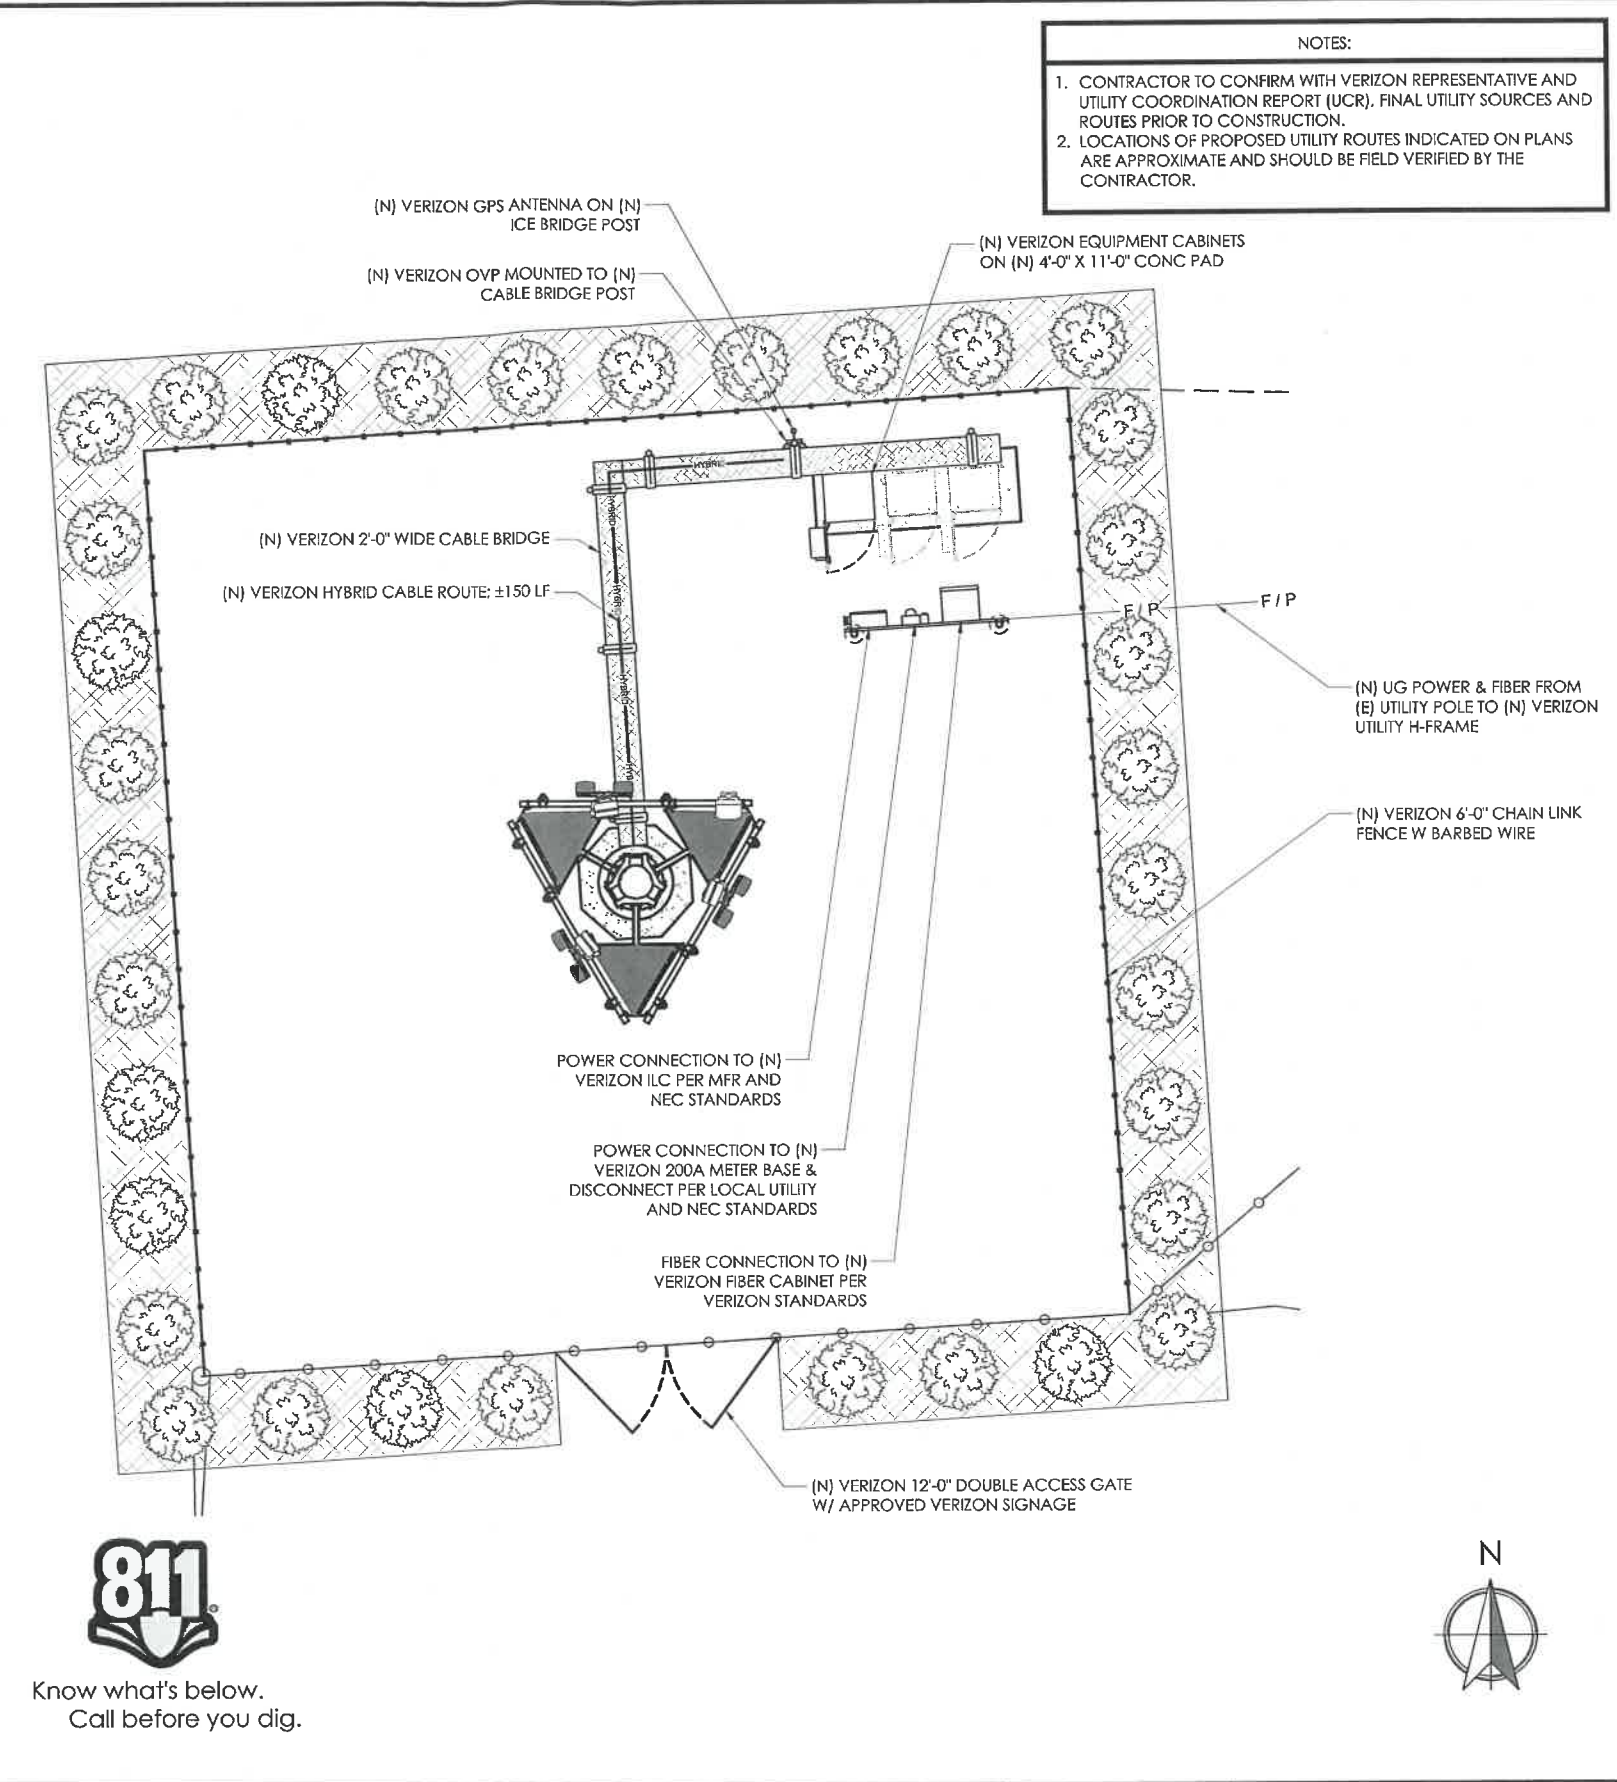 NOTES:
1. CONTRACTOR TO CONFIRM WITH VERIZON REPRESENTATIVE AND
UTILITY COORDINATION REPORT (UCR), FINAL UTILITY SOURCES AND
ROUTES PRIOR TO CONSTRUCTION.
2. LOCATIONS OF PROPOSED UTILITY ROUTES INDICATED ON PLANS
ARE APPROXIMATE AND SHOULD BE FIELD VERIFIED BY THE
CONTRACTOR.
(N) VERIZON GPS ANTENNA ON (N)
ICE BRIDGE POST
(N) VERIZON EQUIPMENT CABINETS
ON (N) 4'-0" X 11'-0" CONC PAD
(N) VERIZON OVP MOUNTED TO (N)
CABLE BRIDGE POST
HYBRID
HYBRID
(N) VERIZON 2'-0" WIDE CABLE BRIDGE
(N) VERIZON HYBRID CABLE ROUTE: ±150 LF
HYBRID
F / P
F / P
HYBRID
(N) UG POWER & FIBER FROM
(E) UTILITY POLE TO (N) VERIZON
UTILITY H-FRAME
HYB
(N) VERIZON 6'-0" CHAIN LINK
FENCE W BARBED WIRE
POWER CONNECTION TO (N)
VERIZON ILC PER MFR AND
NEC STANDARDS
POWER CONNECTION TO (N)
VERIZON 200A METER BASE &
DISCONNECT PER LOCAL UTILITY
AND NEC STANDARDS
FIBER CONNECTION TO (N)
VERIZON FIBER CABINET PER
VERIZON STANDARDS
(N) VERIZON 12'-0" DOUBLE ACCESS GATE
W/ APPROVED VERIZON SIGNAGE
811
Know what's below.
Call before you dig.
N